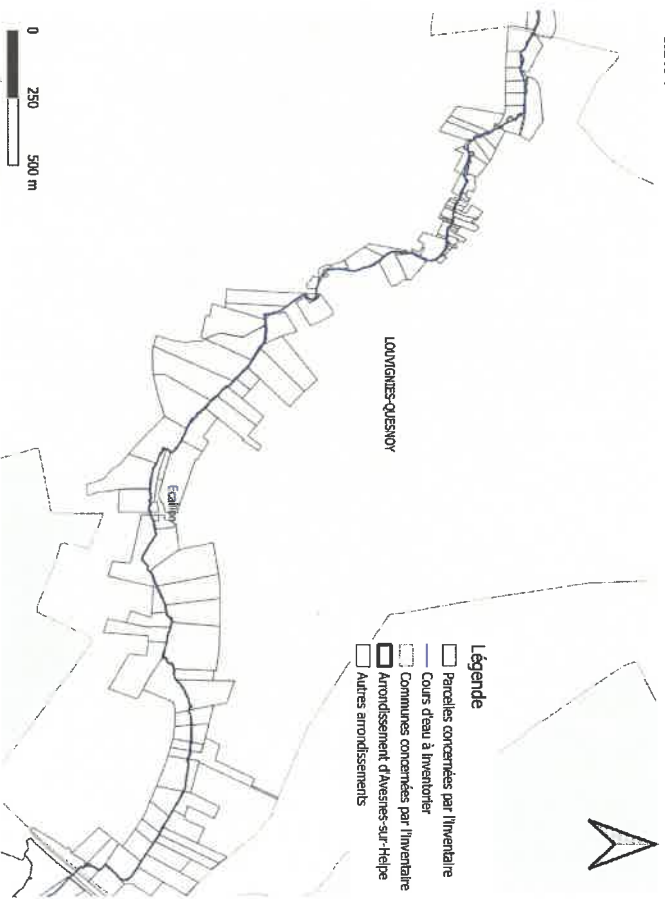 LOUVIGNIES-QUESNOY
Ecaillon
Légende
Parcelles concernées par l'inventaire
Cours d'eau à inventorier
Communes concernées par l'inventaire
Arrondissement d'Avesnes-sur-Helpe
Autres arrondissements
0 250 500 m